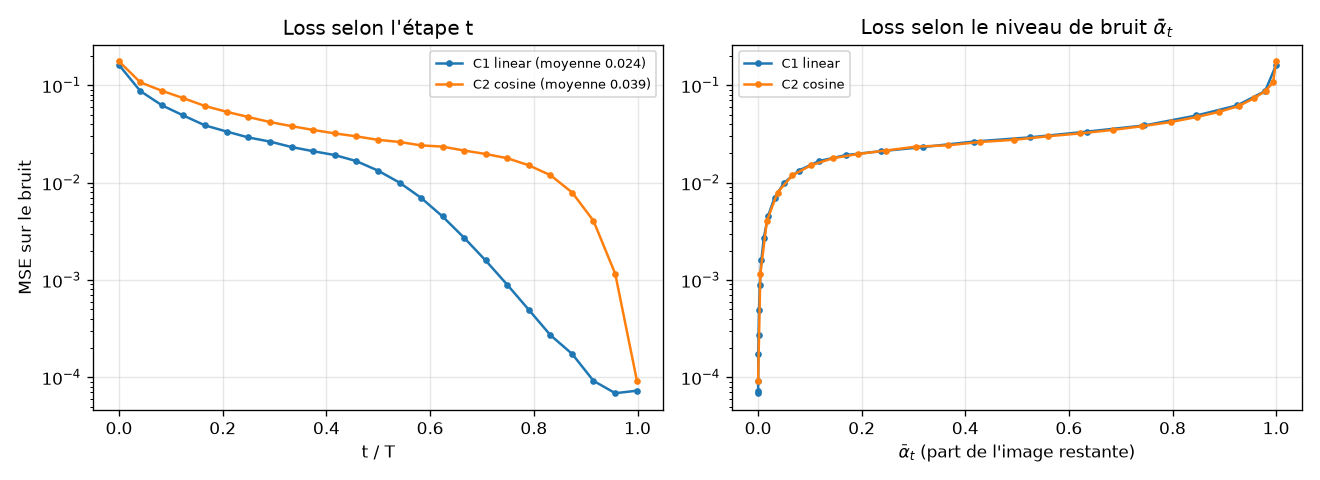 Loss selon l'étape t
MSE sur le bruit
10⁻¹
10⁻²
10⁻³
10⁻⁴
C1 linear (moyenne 0.024)
C2 cosine (moyenne 0.039)
0.0 0.2 0.4 0.6 0.8 1.0
t / T
Loss selon le niveau de bruit ᾱₜ
10⁻¹
10⁻²
10⁻³
10⁻⁴
C1 linear
C2 cosine
0.0 0.2 0.4 0.6 0.8 1.0
ᾱₜ (part de l'image restante)